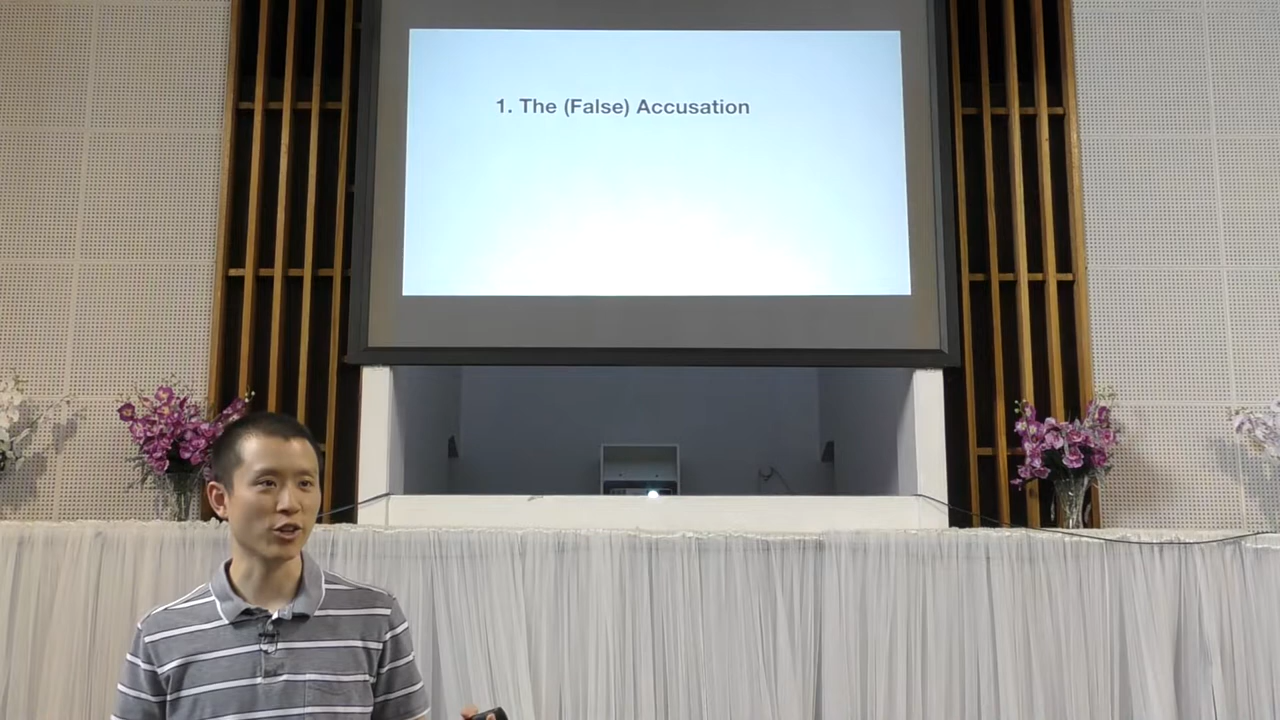 1. The (False) Accusation